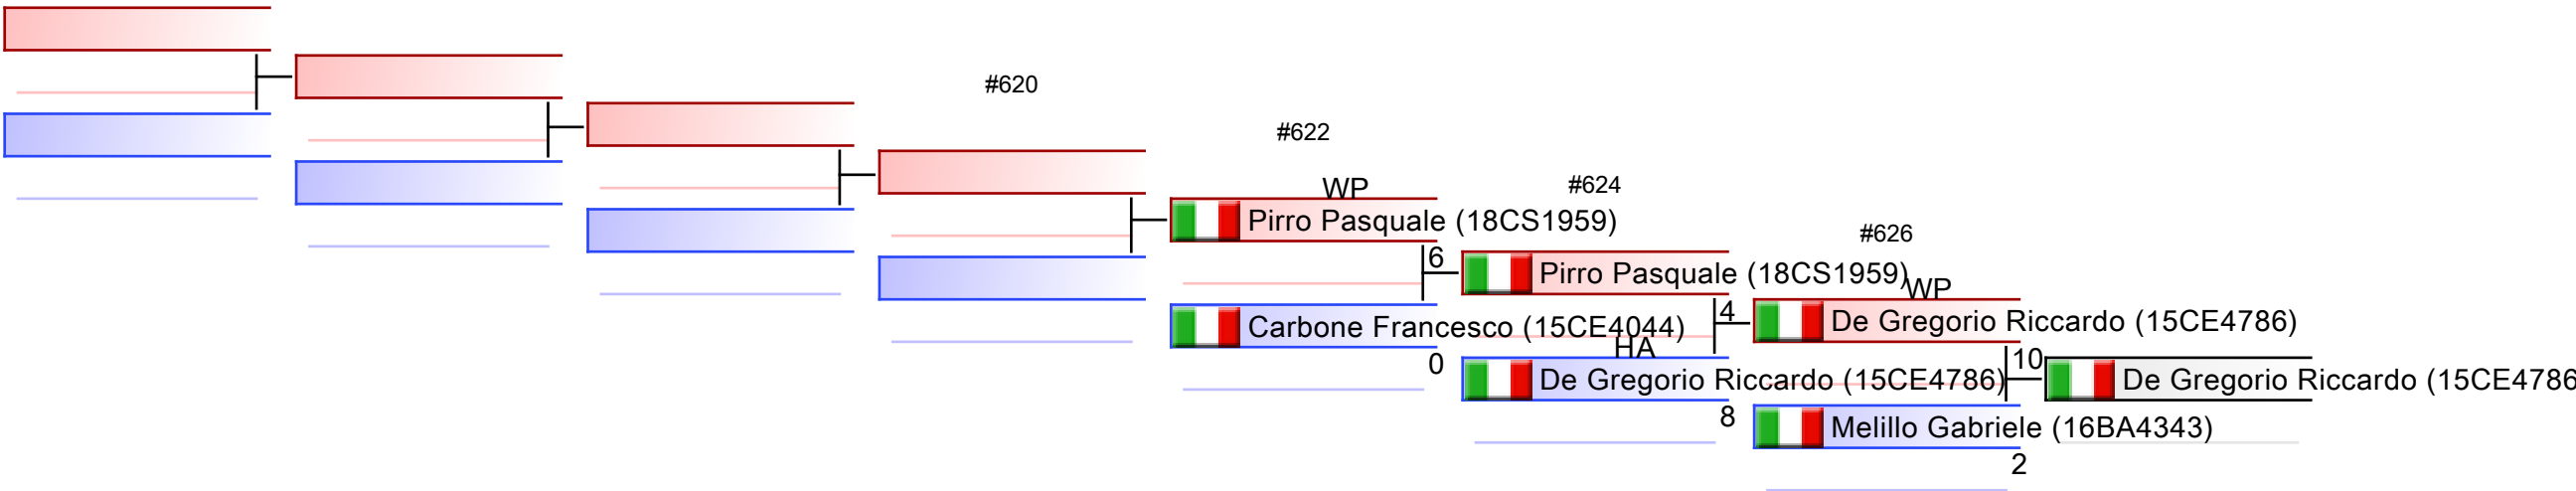 #620
#622
WP
#624
Pirro Pasquale (18CS1959)
#626
6
Pirro Pasquale (18CS1959)
WP
4
Carbone Francesco (15CE4044)
De Gregorio Riccardo (15CE4786)
HA
0
10
De Gregorio Riccardo (15CE4786)
De Gregorio Riccardo (15CE4786
8
Melillo Gabriele (16BA4343)
2